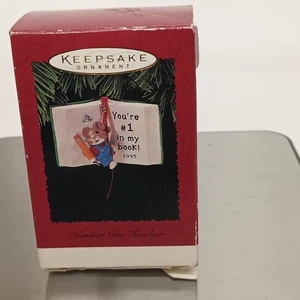 KEEPSAKE
ORNAMENT
You're
#1
in my
book!
1995
Number One Teacher